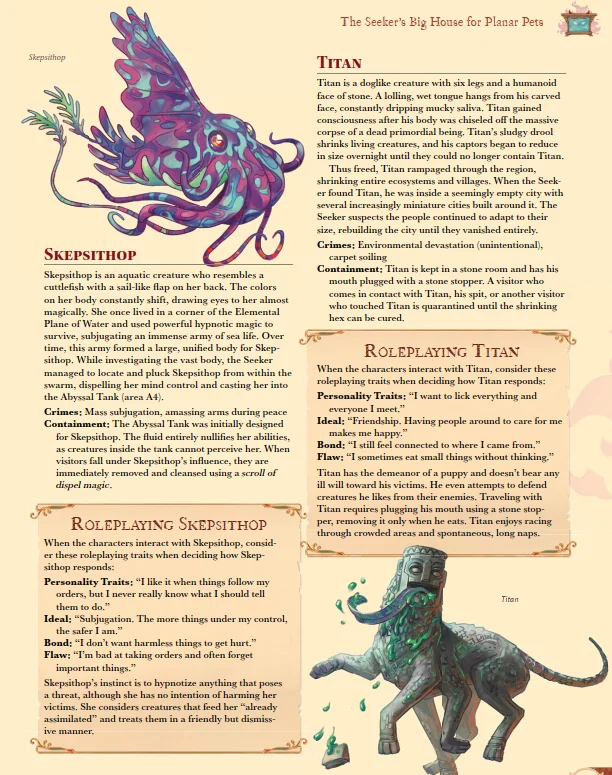 The Seeker's Big House for Planar Pets
Skepsithop
Skepsithop
Skepsithop is an aquatic creature who resembles a
cuttlefish with a sail-like flap on her back. The colors
on her body constantly shift, drawing eyes to her almost
magically. She once lived in a corner of the Elemental
Plane of Water and used powerful hypnotic magic to
survive, subjugating an immense army of sea life. Over
time, this army formed a large, unified body for Skep-
sithop. While investigating the vast body, the Seeker
managed to locate and pluck Skepsithop from within the
swarm, dispelling her mind control and casting her into
the Abyssal Tank (area A4).
Crimes: Mass subjugation, amassing arms during peace
Containment: The Abyssal Tank was initially designed
for Skepsithop. The fluid entirely nullifies her abilities,
as creatures inside the tank cannot perceive her. When
visitors fall under Skepsithop's influence, they are
immediately removed and cleansed using a scroll of
dispel magic.
Roleplaying Skepsithop
When the characters interact with Skepsithop, consid-
er these roleplaying traits when deciding how Skep-
sithop responds:
Personality Traits: "I like it when things follow my
orders, but I never really know what I should tell
them to do."
Ideal: "Subjugation. The more things under my control,
the safer I am."
Bond: "I don't want harmless things to get hurt."
Flaw: "I'm bad at taking orders and often forget
important things."
Skepsithop's instinct is to hypnotize anything that poses
a threat, although she has no intention of harming her
victims. She considers creatures that feed her "already
assimilated" and treats them in a friendly but dismiss-
ive manner.
Titan
Titan is a doglike creature with six legs and a humanoid
face of stone. A lolling, wet tongue hangs from his carved
face, constantly dripping mucky saliva. Titan gained
consciousness after his body was chiseled off the massive
corpse of a dead primordial being. Titan's sludgy drool
shrinks living creatures, and his captors began to reduce
in size overnight until they could no longer contain Titan.
Thus freed, Titan rampaged through the region,
shrinking entire ecosystems and villages. When the Seek-
er found Titan, he was inside a seemingly empty city with
several increasingly miniature cities built around it. The
Seeker suspects the people continued to adapt to their
size, rebuilding the city until they vanished entirely.
Crimes: Environmental devastation (unintentional),
carpet soiling
Containment: Titan is kept in a stone room and has his
mouth plugged with a stone stopper. A visitor who
comes in contact with Titan, his spit, or another visitor
who touched Titan is quarantined until the shrinking
hex can be cured.
Roleplaying Titan
When the characters interact with Titan, consider these
roleplaying traits when deciding how Titan responds:
Personality Traits: "I want to lick everything and
everyone I meet."
Ideal: "Friendship. Having people around to care for me
makes me happy."
Bond: "I still feel connected to where I came from."
Flaw: "I sometimes eat small things without thinking."
Titan has the demeanor of a puppy and doesn't bear any
ill will toward his victims. He even attempts to defend
creatures he likes from their enemies. Traveling with
Titan requires plugging his mouth using a stone stop-
per, removing it only when he eats. Titan enjoys racing
through crowded areas and spontaneous, long naps.
Titan